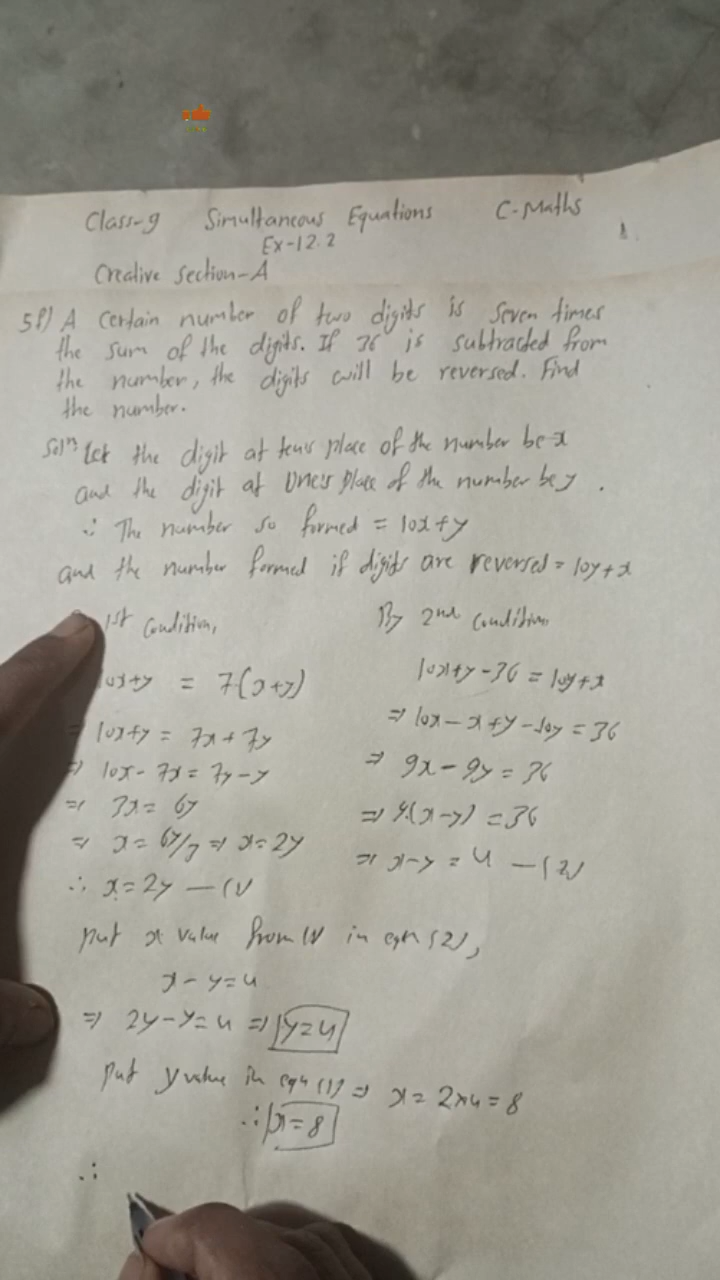 Class-9 Simultaneous Equations C-Maths
Ex-12.2
Creative Section-A
5f) A Certain number of two digits is seven times
the sum of the digits. If 36 is subtracted from
the number, the digits will be reversed. Find
the number.
Solⁿ Let the digit at ten's place of the number be x
and the digit at One's place of the number be y.
∴ The number so formed = 10x+y
and the number formed if digits are reversed = 10y+x
1st Condition, By 2nd condition
10x+y = 7(x+y) 10x+y-36 = 10y+x
⇒ 10x+y = 7x+7y ⇒ 10x-x+y-10y = 36
⇒ 10x-7x = 7y-y ⇒ 9x-9y = 36
⇒ 3x = 6y ⇒ 9(x-y) = 36
⇒ x = 6y/3 ⇒ x = 2y ⇒ x-y = 4 —(2)
∴ x = 2y —(1)
Put x value from (1) in eqn (2),
x-y=4
⇒ 2y-y=4 ⇒ y=4
Put y value in eqn (1) ⇒ x = 2×4 = 8
∴ x=8
∴